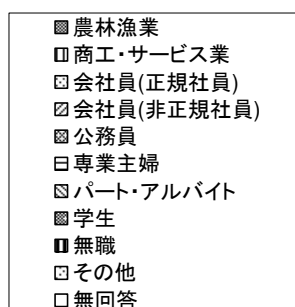 農林漁業
商工・サービス業
会社員(正規社員)
会社員(非正規社員)
公務員
専業主婦
パート・アルバイト
学生
無職
その他
無回答